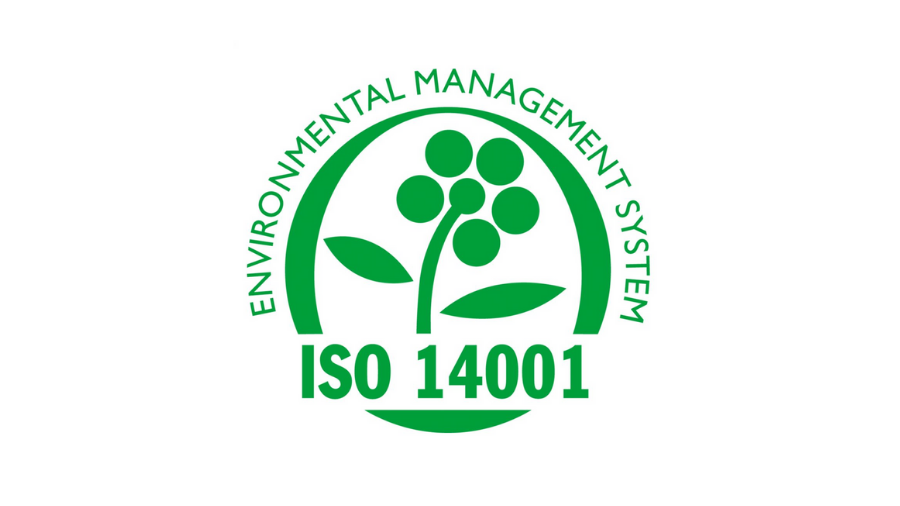 ENVIRONMENTAL MANAGEMENT SYSTEM
ISO 14001